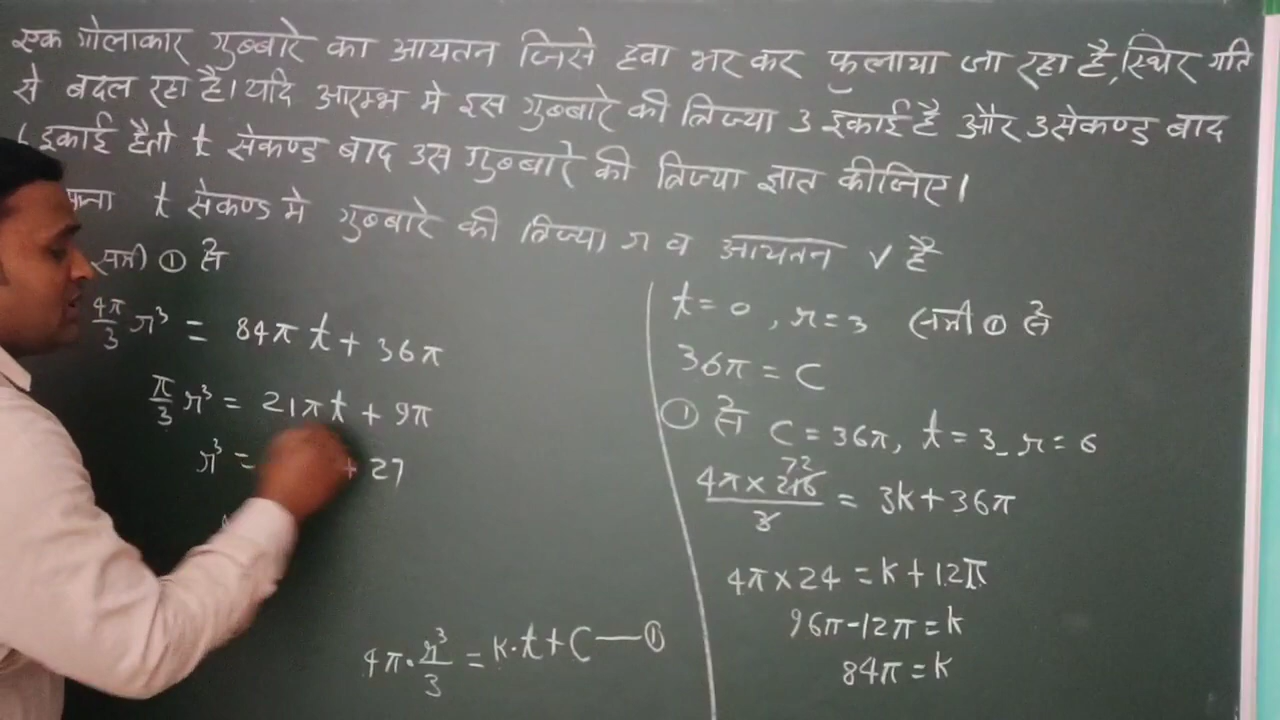 एक गोलाकार गुब्बारे का आयतन जिसे हवा भर कर फुलाया जा रहा है, स्थिर गति
से बदल रहा है। यदि आरम्भ मे इस गुब्बारे की त्रिज्या 3 इकाई है और 3 सेकण्ड बाद
इकाई है तो t सेकण्ड बाद उस गुब्बारे की त्रिज्या ज्ञात कीजिए।
t सेकण्ड मे गुब्बारे की त्रिज्या r व आयतन V है
समी ① से
4π/3 r³ = 84πt + 36π
π/3 r³ = 21πt + 9π
r³ = + 27
4π · r³/3 = k·t + C — ①
t = 0, r = 3 (समी ① से
36π = C
① से C = 36π, t = 3, r = 6
4π × 216 72 / 3 = 3k + 36π
4π × 24 = k + 12π
96π - 12π = k
84π = k